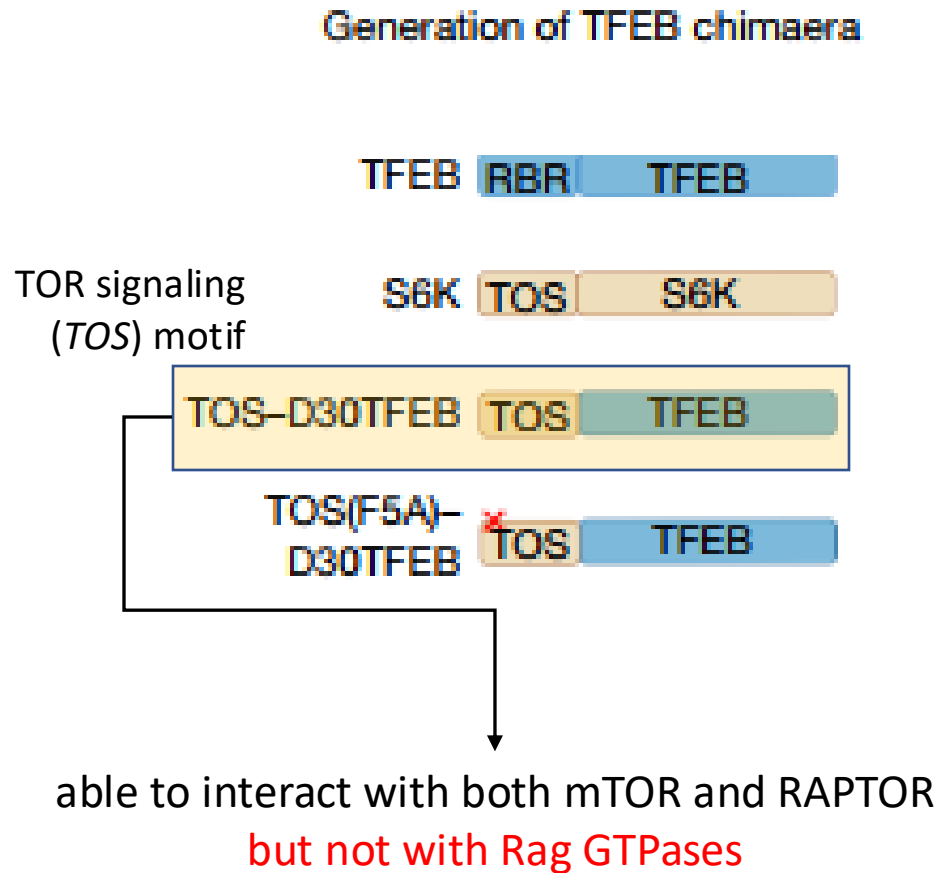 Generation of TFEB chimaera
TFEB RBR TFEB
TOR signaling
(TOS) motif
S6K TOS S6K
TOS–D30TFEB TOS TFEB
TOS(F5A)–
D30TFEB
TOS TFEB
able to interact with both mTOR and RAPTOR
but not with Rag GTPases